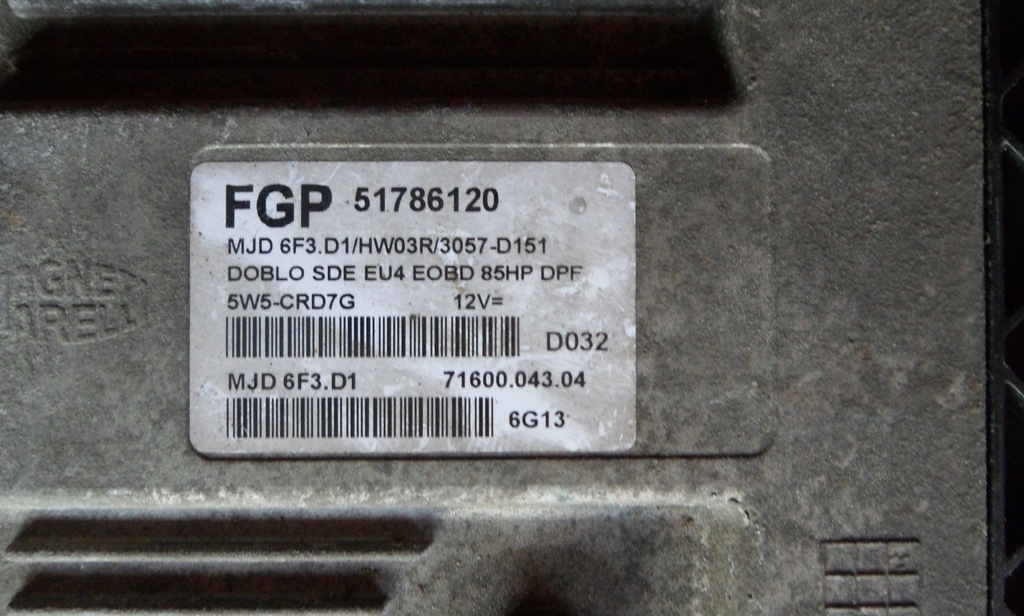 FGP 51786120
MJD 6F3.D1/HW03R/3057-D151
DOBLO SDE EU4 EOBD 85HP DPF
5W5-CRD7G 12V=
D032
MJD 6F3.D1 71600.043.04
6G13